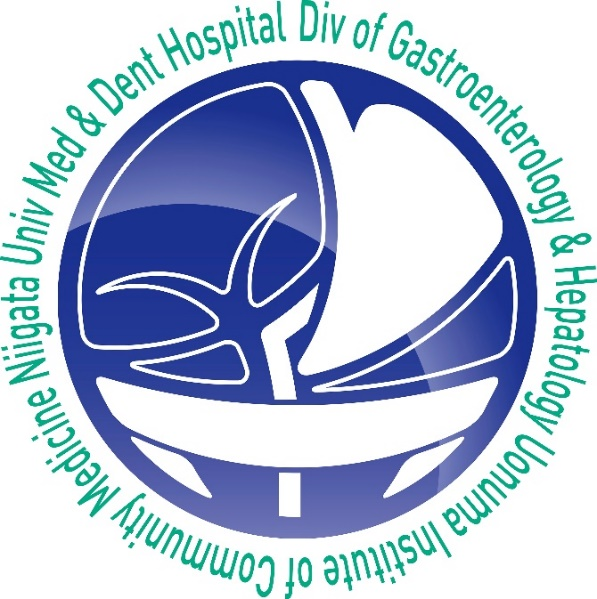 Div of Gastroenterology & Hepatology Uonuma Institute of Community Medicine Niigata Univ Med & Dent Hospital